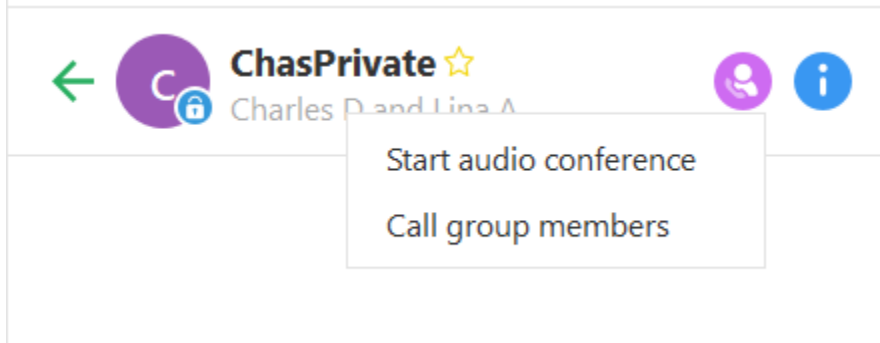 C
ChasPrivate
Charles D and Lina A
Start audio conference
Call group members